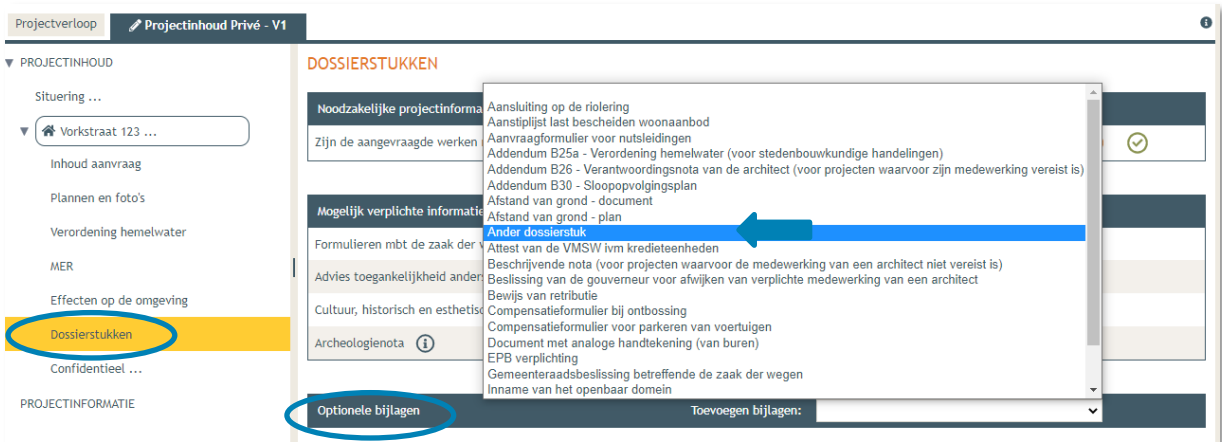 Projectverloop
Projectinhoud Privé - V1
PROJECTINHOUD
Situering ...
Vorkstraat 123 ...
Inhoud aanvraag
Plannen en foto's
Verordening hemelwater
MER
Effecten op de omgeving
Dossierstukken
Confidentieel ...
PROJECTINFORMATIE
DOSSIERSTUKKEN
Noodzakelijke projectinforma
Zijn de aangevraagde werken
Mogelijk verplichte informatie
Formulieren mbt de zaak der
Advies toegankelijkheid anders
Cultuur, historisch en esthetisc
Archeologienota
Aansluiting op de riolering
Aanstiplijst last bescheiden woonaanbod
Aanvraagformulier voor nutsleidingen
Addendum B25a - Verordening hemelwater (voor stedenbouwkundige handelingen)
Addendum B26 - Verantwoordingsnota van de architect (voor projecten waarvoor zijn medewerking vereist is)
Addendum B30 - Sloopopvolgingsplan
Afstand van grond - document
Afstand van grond - plan
Ander dossierstuk
Attest van de VMSW ivm kredieteenheden
Beschrijvende nota (voor projecten waarvoor de medewerking van een architect niet vereist is)
Beslissing van de gouverneur voor afwijken van verplichte medewerking van een architect
Bewijs van retributie
Compensatieformulier bij ontbossing
Compensatieformulier voor parkeren van voertuigen
Document met analoge handtekening (van buren)
EPB verplichting
Gemeenteraadsbeslissing betreffende de zaak der wegen
Inname van het openbaar domein
Optionele bijlagen
Toevoegen bijlagen: